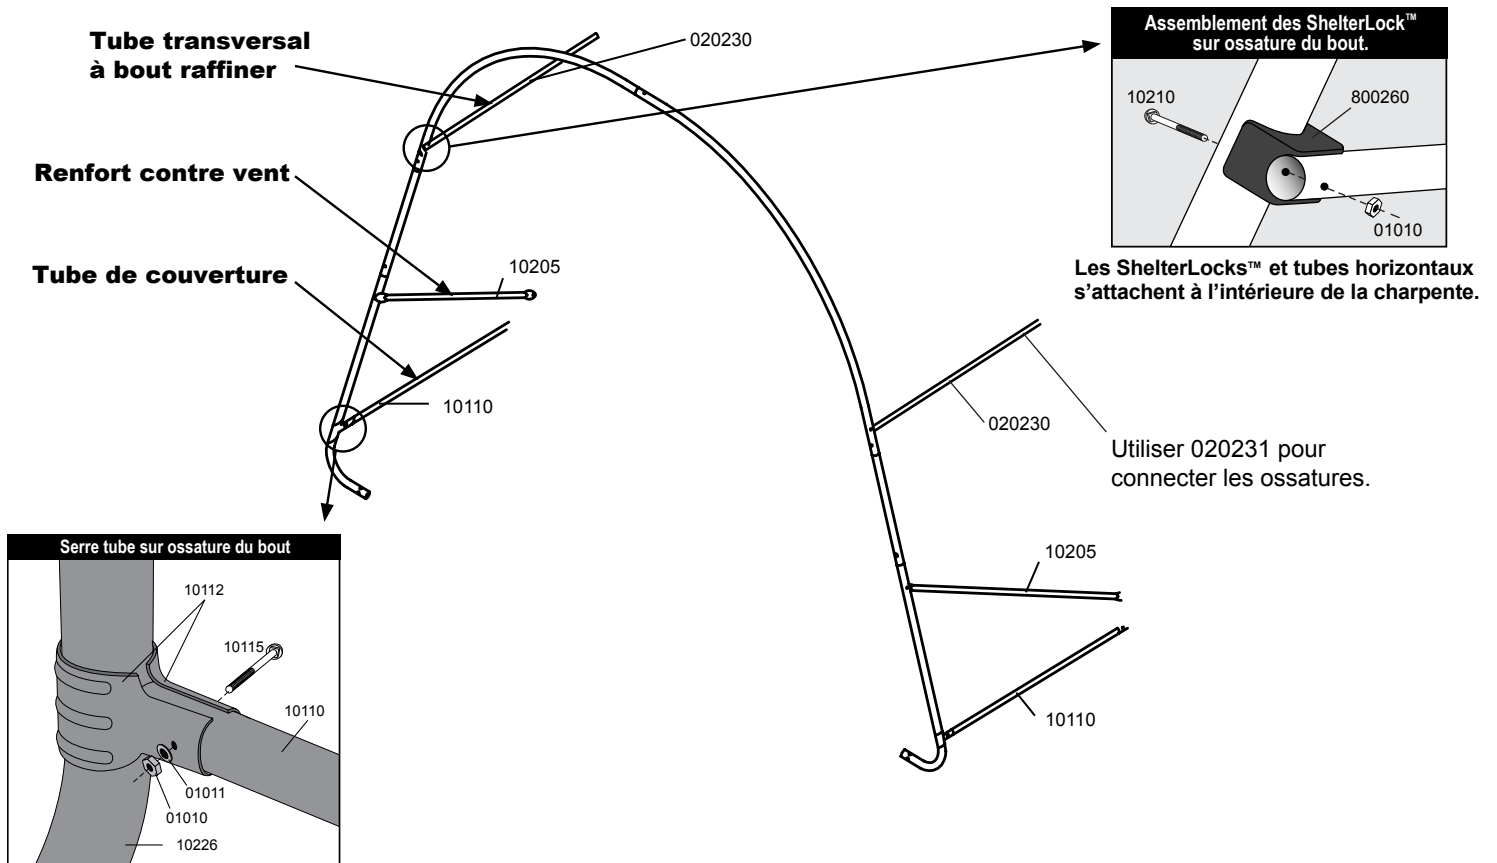 Tube transversal
à bout raffiner
020230
Assemblement des ShelterLock™
sur ossature du bout.
10210
800260
01010
Les ShelterLocks™ et tubes horizontaux
s'attachent à l'intérieure de la charpente.
Renfort contre vent
Tube de couverture
10205
10110
020230
Utiliser 020231 pour
connecter les ossatures.
10205
10110
Serre tube sur ossature du bout
10112
10115
10110
01011
01010
10226